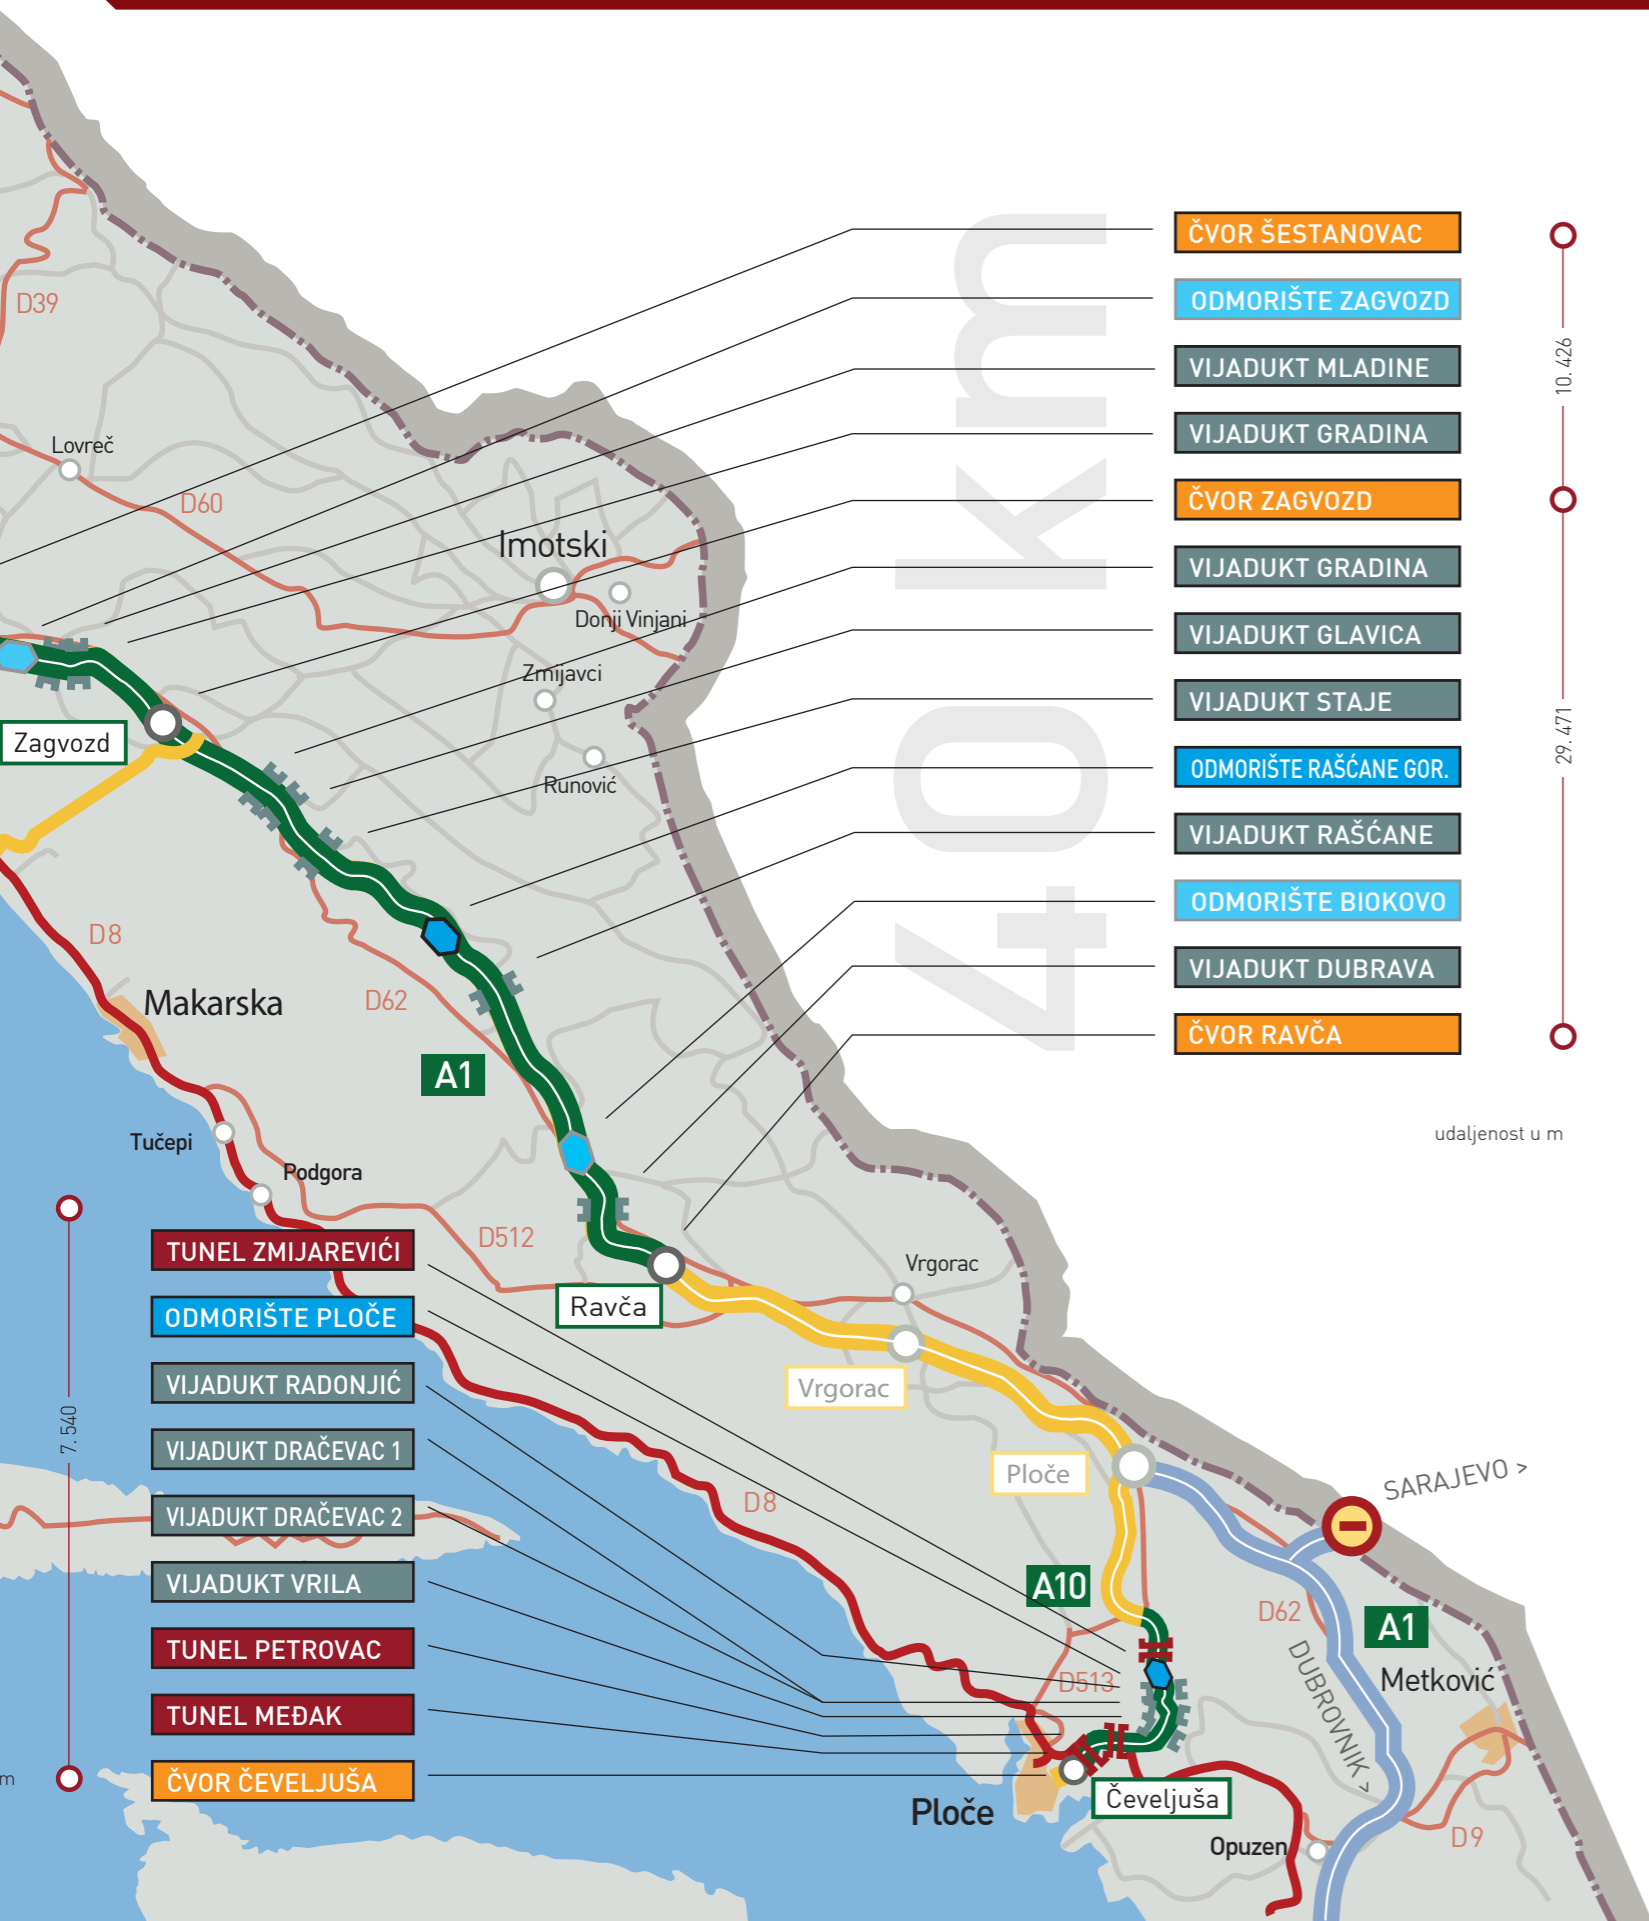 40 km
ČVOR ŠESTANOVAC
ODMORIŠTE ZAGVOZD
VIJADUKT MLADINE
VIJADUKT GRADINA
ČVOR ZAGVOZD
VIJADUKT GRADINA
VIJADUKT GLAVICA
VIJADUKT STAJE
ODMORIŠTE RAŠĆANE GOR.
VIJADUKT RAŠĆANE
ODMORIŠTE BIOKOVO
VIJADUKT DUBRAVA
ČVOR RAVČA
10. 426
29. 471
udaljenost u m
D39
Lovreč
D60
Imotski
Donji Vinjani
Zmijavci
Runović
Zagvozd
D8
Makarska
D62
A1
Tučepi
Podgora
D512
Ravča
Vrgorac
Vrgorac
Ploče
SARAJEVO >
D8
A10
D62
A1
DUBROVNIK >
Metković
D513
Čeveljuša
Ploče
Opuzen
D9
TUNEL ZMIJAREVIĆI
ODMORIŠTE PLOČE
VIJADUKT RADONJIĆ
VIJADUKT DRAČEVAC 1
VIJADUKT DRAČEVAC 2
VIJADUKT VRILA
TUNEL PETROVAC
TUNEL MEĐAK
ČVOR ČEVELJUŠA
7. 540
m